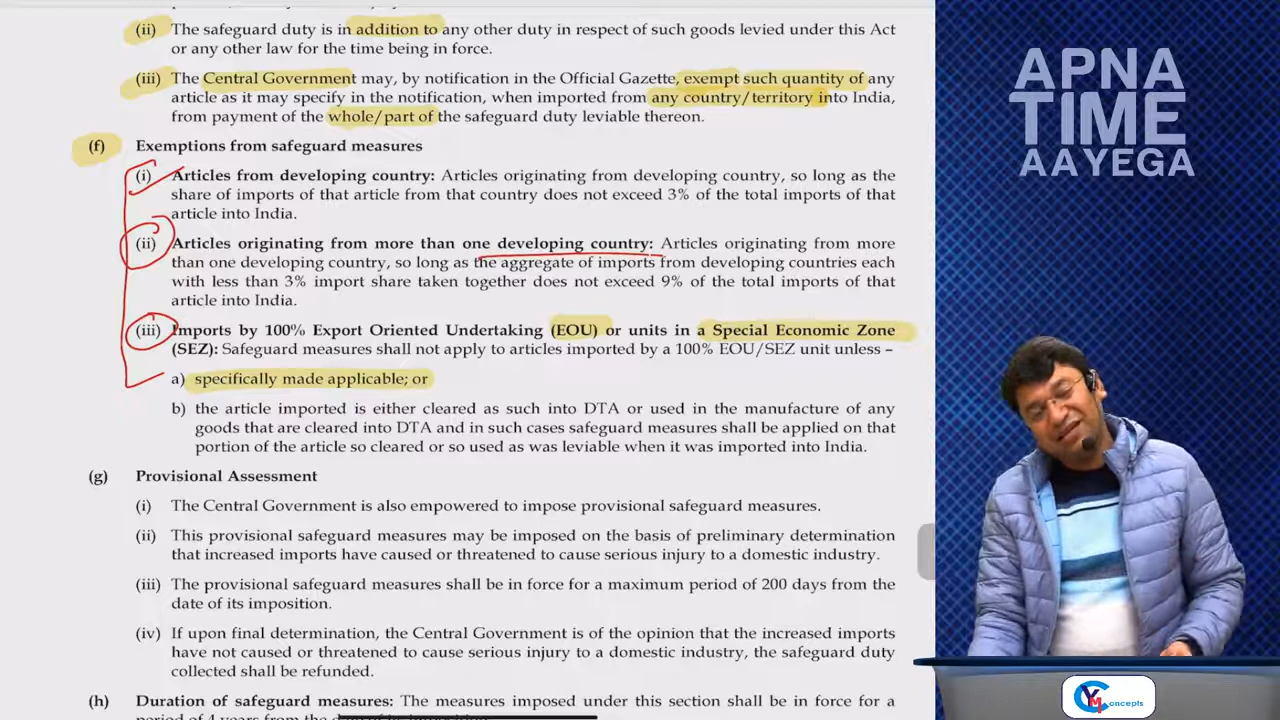 (ii) The safeguard duty is in addition to any other duty in respect of such goods levied under this Act
or any other law for the time being in force.
(iii) The Central Government may, by notification in the Official Gazette, exempt such quantity of any
article as it may specify in the notification, when imported from any country/territory into India,
from payment of the whole/part of the safeguard duty leviable thereon.
(f) Exemptions from safeguard measures
(i) Articles from developing country: Articles originating from developing country, so long as the
share of imports of that article from that country does not exceed 3% of the total imports of that
article into India.
(ii) Articles originating from more than one developing country: Articles originating from more
than one developing country, so long as the aggregate of imports from developing countries each
with less than 3% import share taken together does not exceed 9% of the total imports of that
article into India.
(iii) Imports by 100% Export Oriented Undertaking (EOU) or units in a Special Economic Zone
(SEZ): Safeguard measures shall not apply to articles imported by a 100% EOU/SEZ unit unless –
a) specifically made applicable; or
b) the article imported is either cleared as such into DTA or used in the manufacture of any
goods that are cleared into DTA and in such cases safeguard measures shall be applied on that
portion of the article so cleared or so used as was leviable when it was imported into India.
(g) Provisional Assessment
(i) The Central Government is also empowered to impose provisional safeguard measures.
(ii) This provisional safeguard measures may be imposed on the basis of preliminary determination
that increased imports have caused or threatened to cause serious injury to a domestic industry.
(iii) The provisional safeguard measures shall be in force for a maximum period of 200 days from the
date of its imposition.
(iv) If upon final determination, the Central Government is of the opinion that the increased imports
have not caused or threatened to cause serious injury to a domestic industry, the safeguard duty
collected shall be refunded.
(h) Duration of safeguard measures: The measures imposed under this section shall be in force for a
period of 4 years from the
APNA
TIME
AAYEGA
oncepts